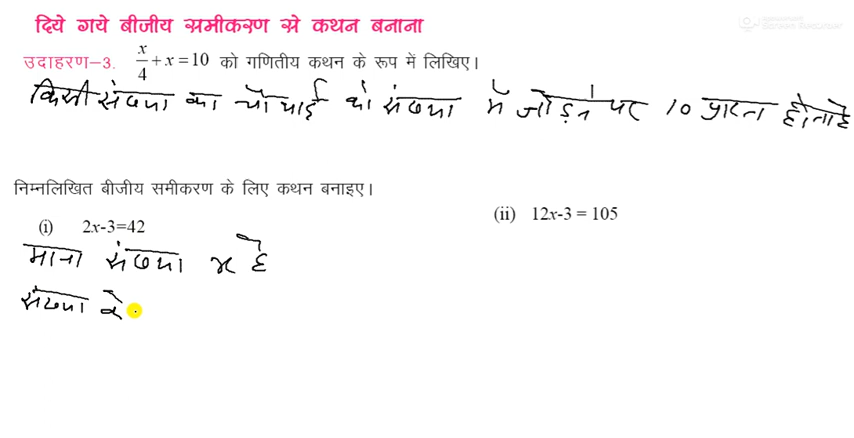 दिये गये बीजीय समीकरण से कथन बनाना
उदाहरण–3. x/4 + x = 10 को गणितीय कथन के रूप में लिखिए।
किसी संख्या का चौथाई को संख्या में जोड़ने पर 10 प्राप्त होता है
निम्नलिखित बीजीय समीकरण के लिए कथन बनाइए।
(i) 2x-3=42
(ii) 12x-3 = 105
माना संख्या x है
संख्या के